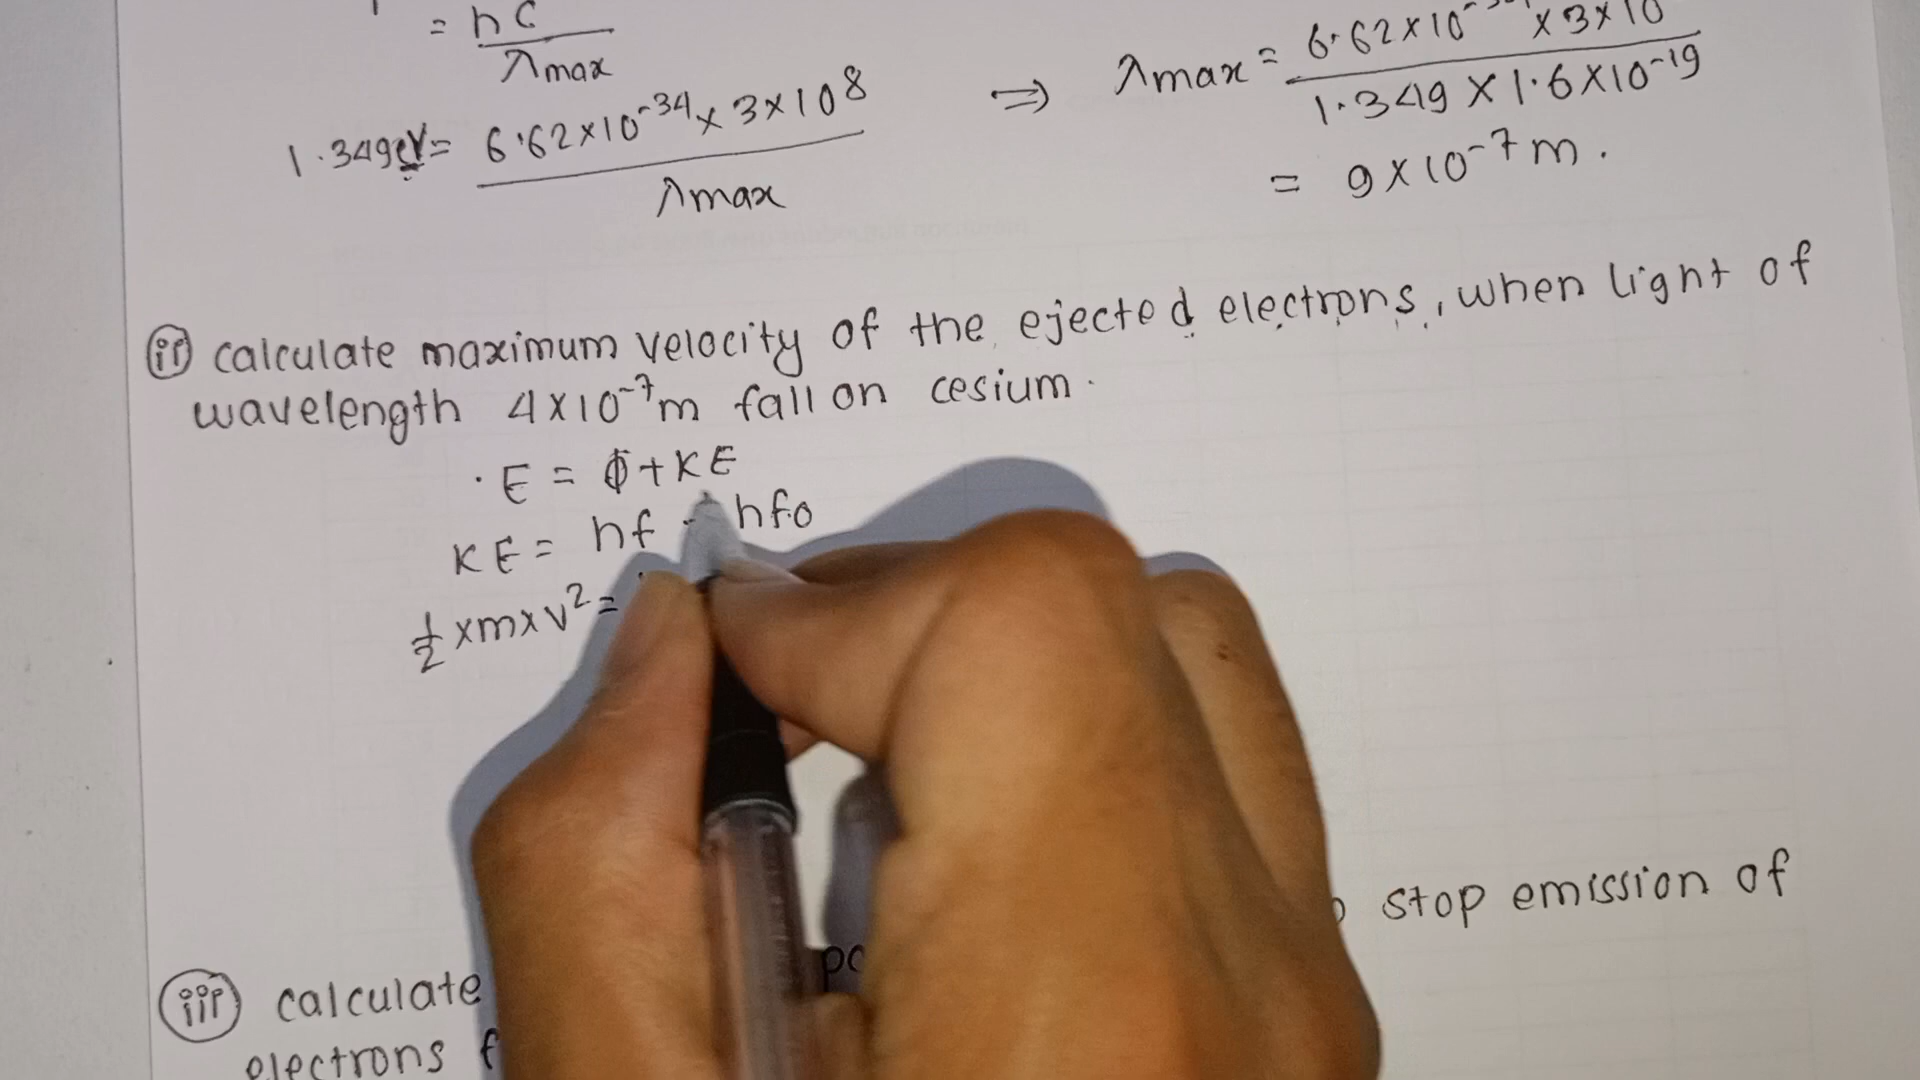 = hc
λmax
1.349eV = 6.62×10⁻³⁴ × 3×10⁸
λmax
⇒ λmax = 6.62×10 × 3×10
1.349 × 1.6×10⁻¹⁹
= 9×10⁻⁷m.
(ii) calculate maximum velocity of the ejected electrons, when light of
wavelength 4×10⁻⁷m fall on cesium.
E = φ+KE
KE = hf - hfo
1/2 ×m×v² =
(iii) calculate stop emission of
electrons